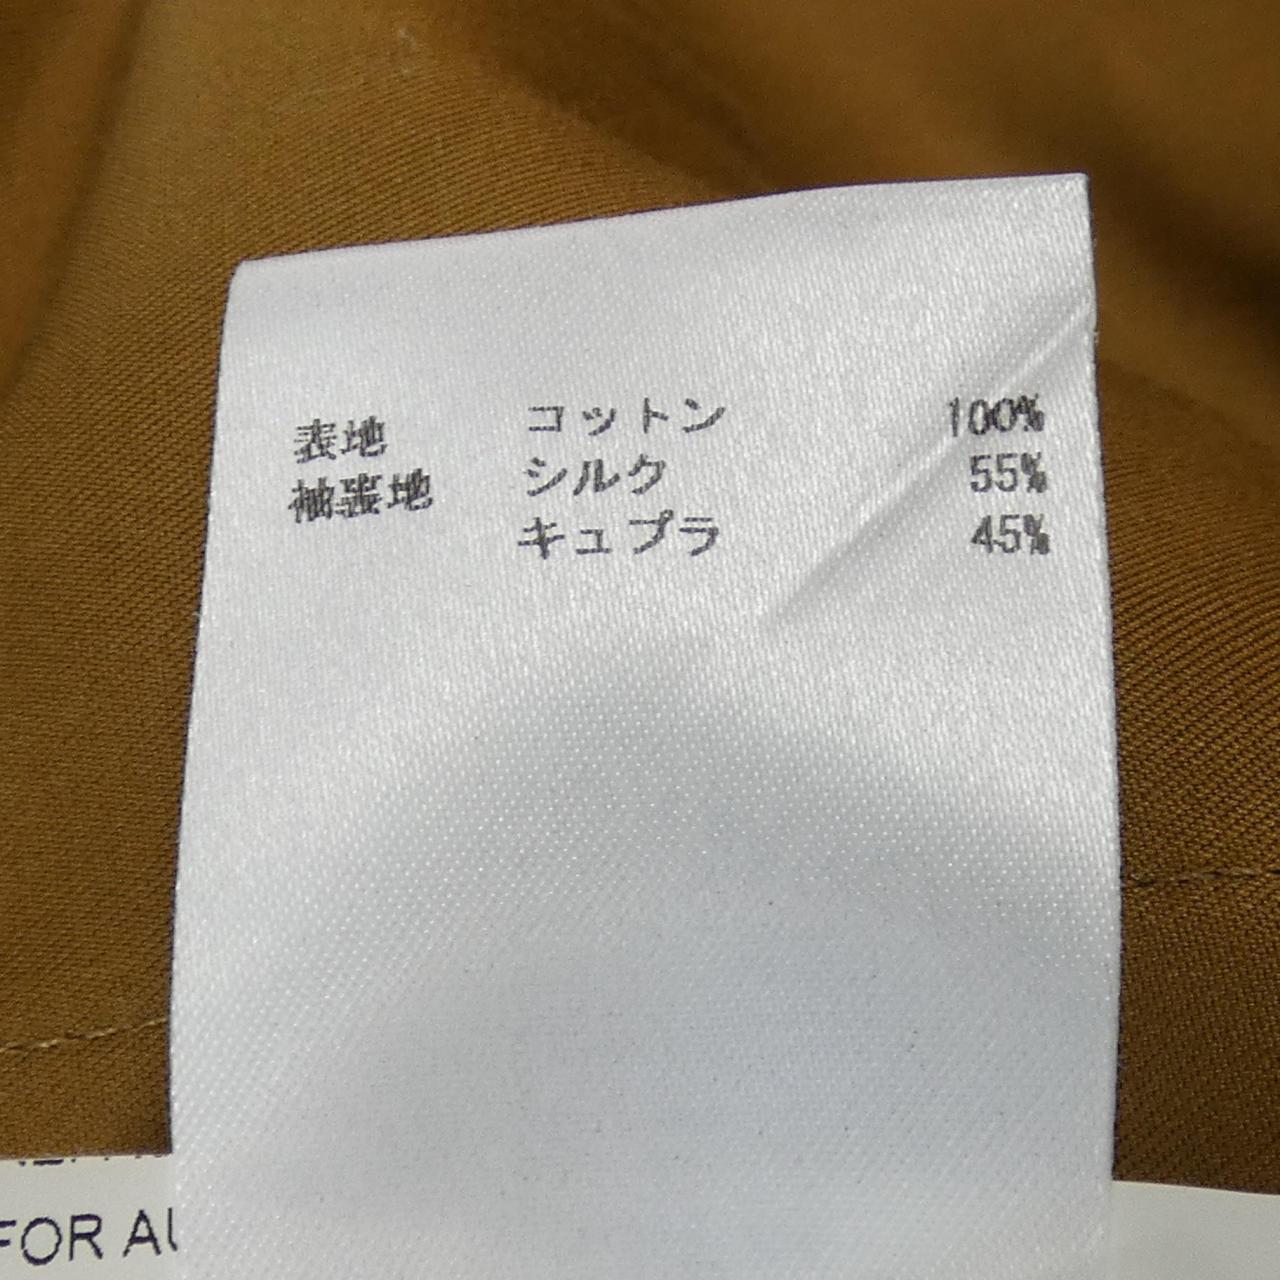 表地 コットン 100%
袖裏地 シルク 55%
キュプラ 45%
FOR